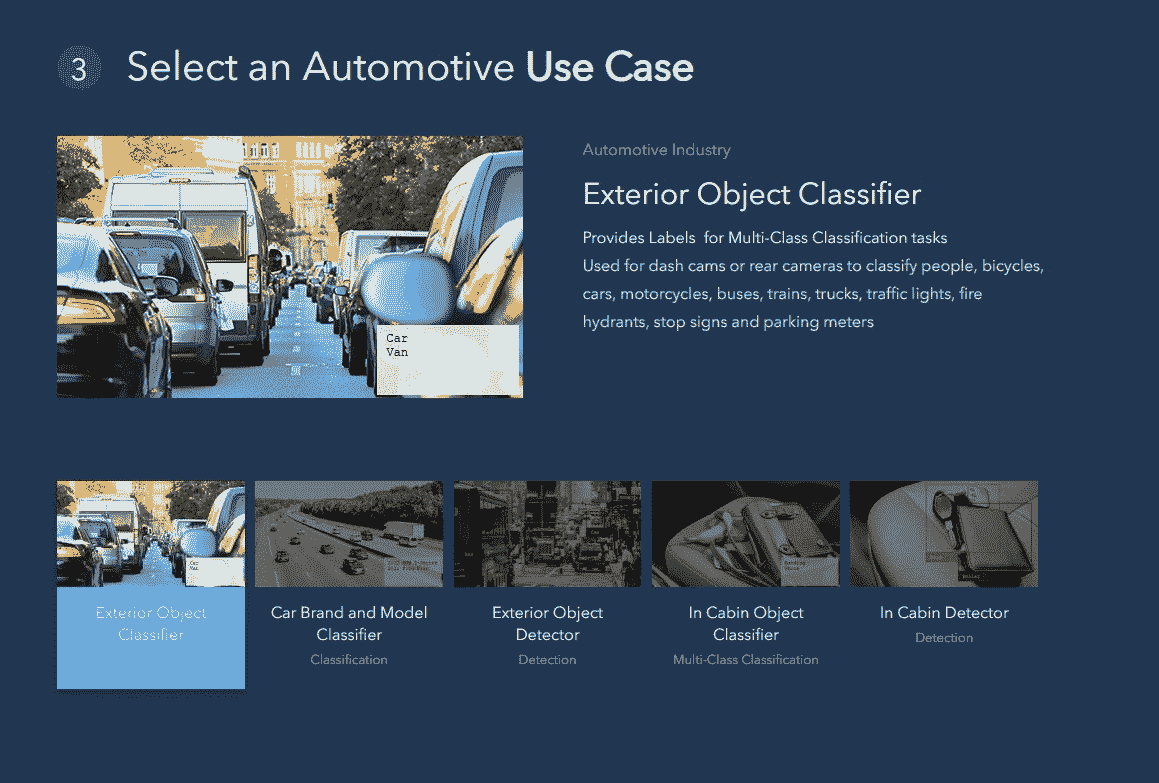 3 Select an Automotive Use Case
Automotive Industry
Exterior Object Classifier
Provides Labels for Multi-Class Classification tasks
Used for dash cams or rear cameras to classify people, bicycles,
cars, motorcycles, buses, trains, trucks, traffic lights, fire
hydrants, stop signs and parking meters
Car
Van
Car
Van
Exterior Object
Classifier
Car Brand and Model
Classifier
Classification
Exterior Object
Detector
Detection
In Cabin Object
Classifier
Multi-Class Classification
In Cabin Detector
Detection